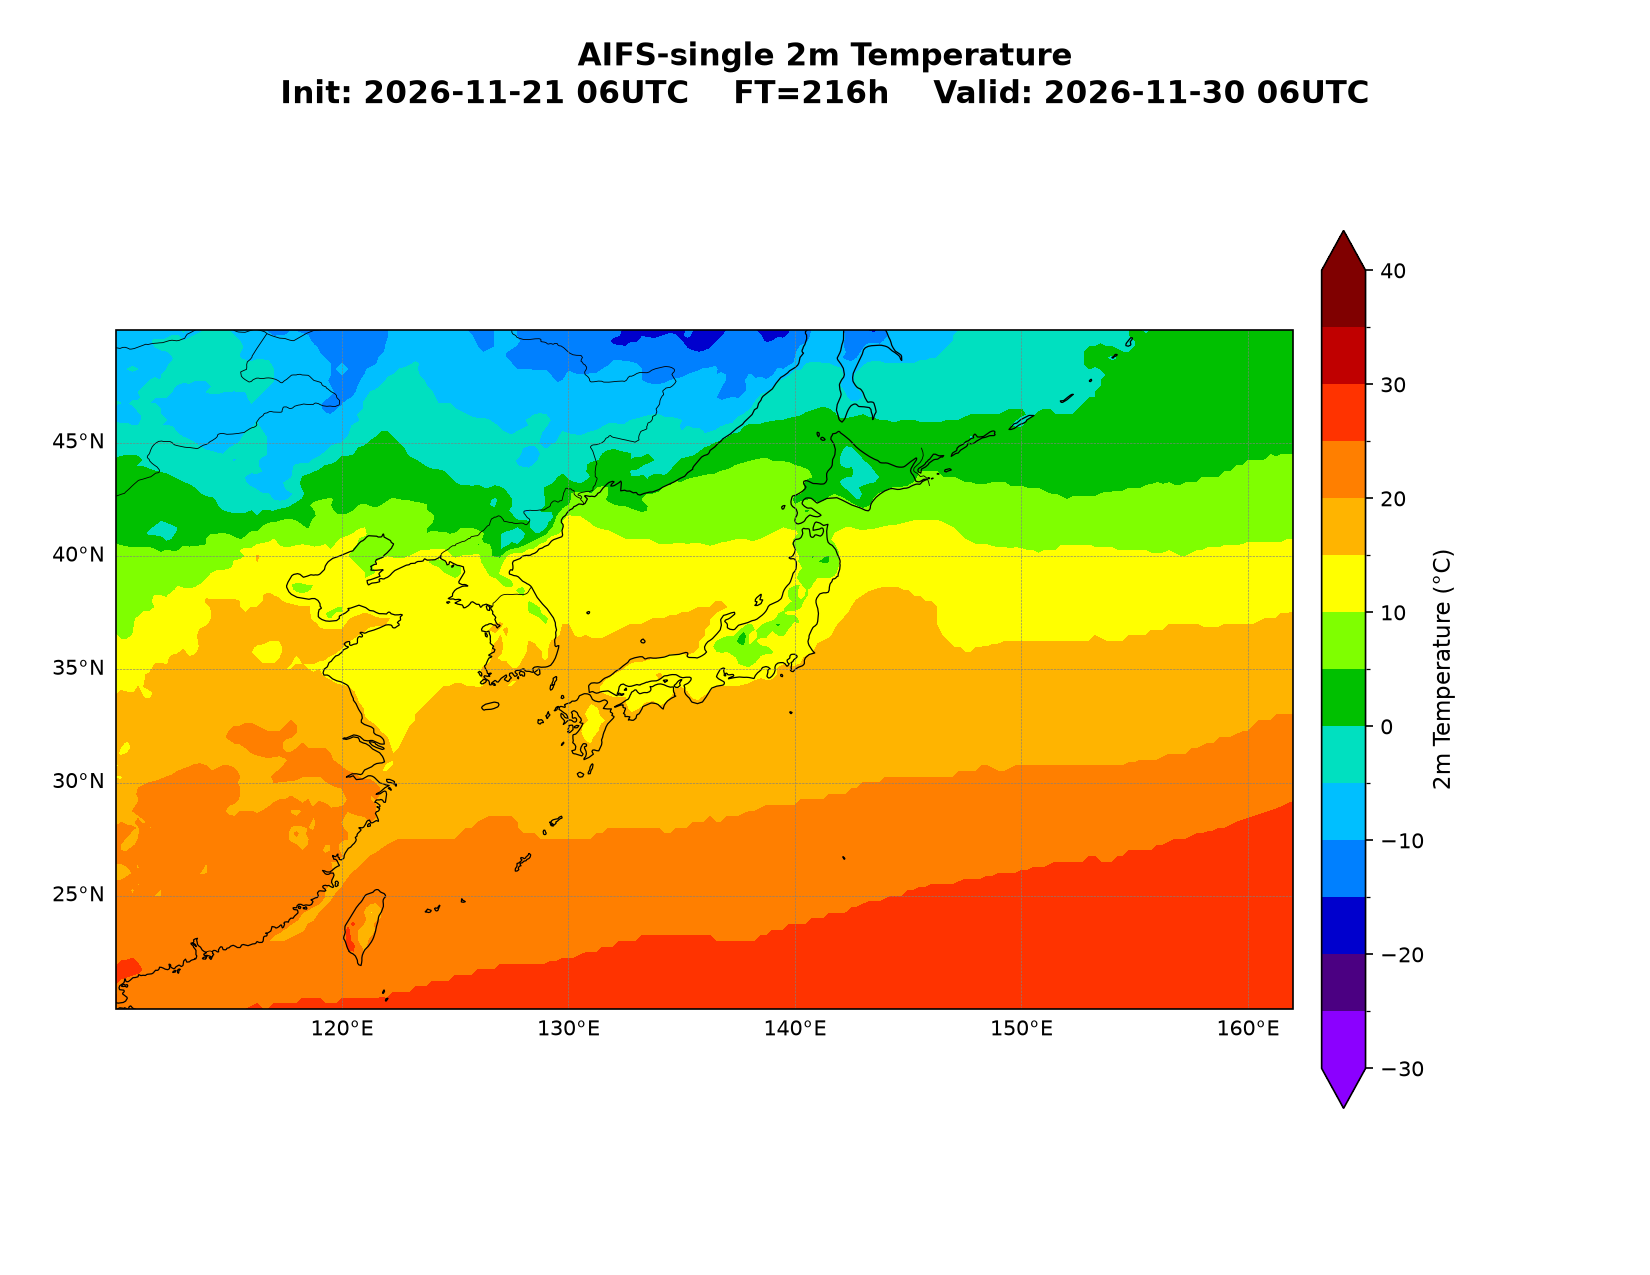 AIFS-single 2m Temperature
Init: 2026-11-21 06UTC    FT=216h    Valid: 2026-11-30 06UTC
45°N
40°N
35°N
30°N
25°N
120°E
130°E
140°E
150°E
160°E
40
30
20
10
0
−10
−20
−30
2m Temperature (°C)